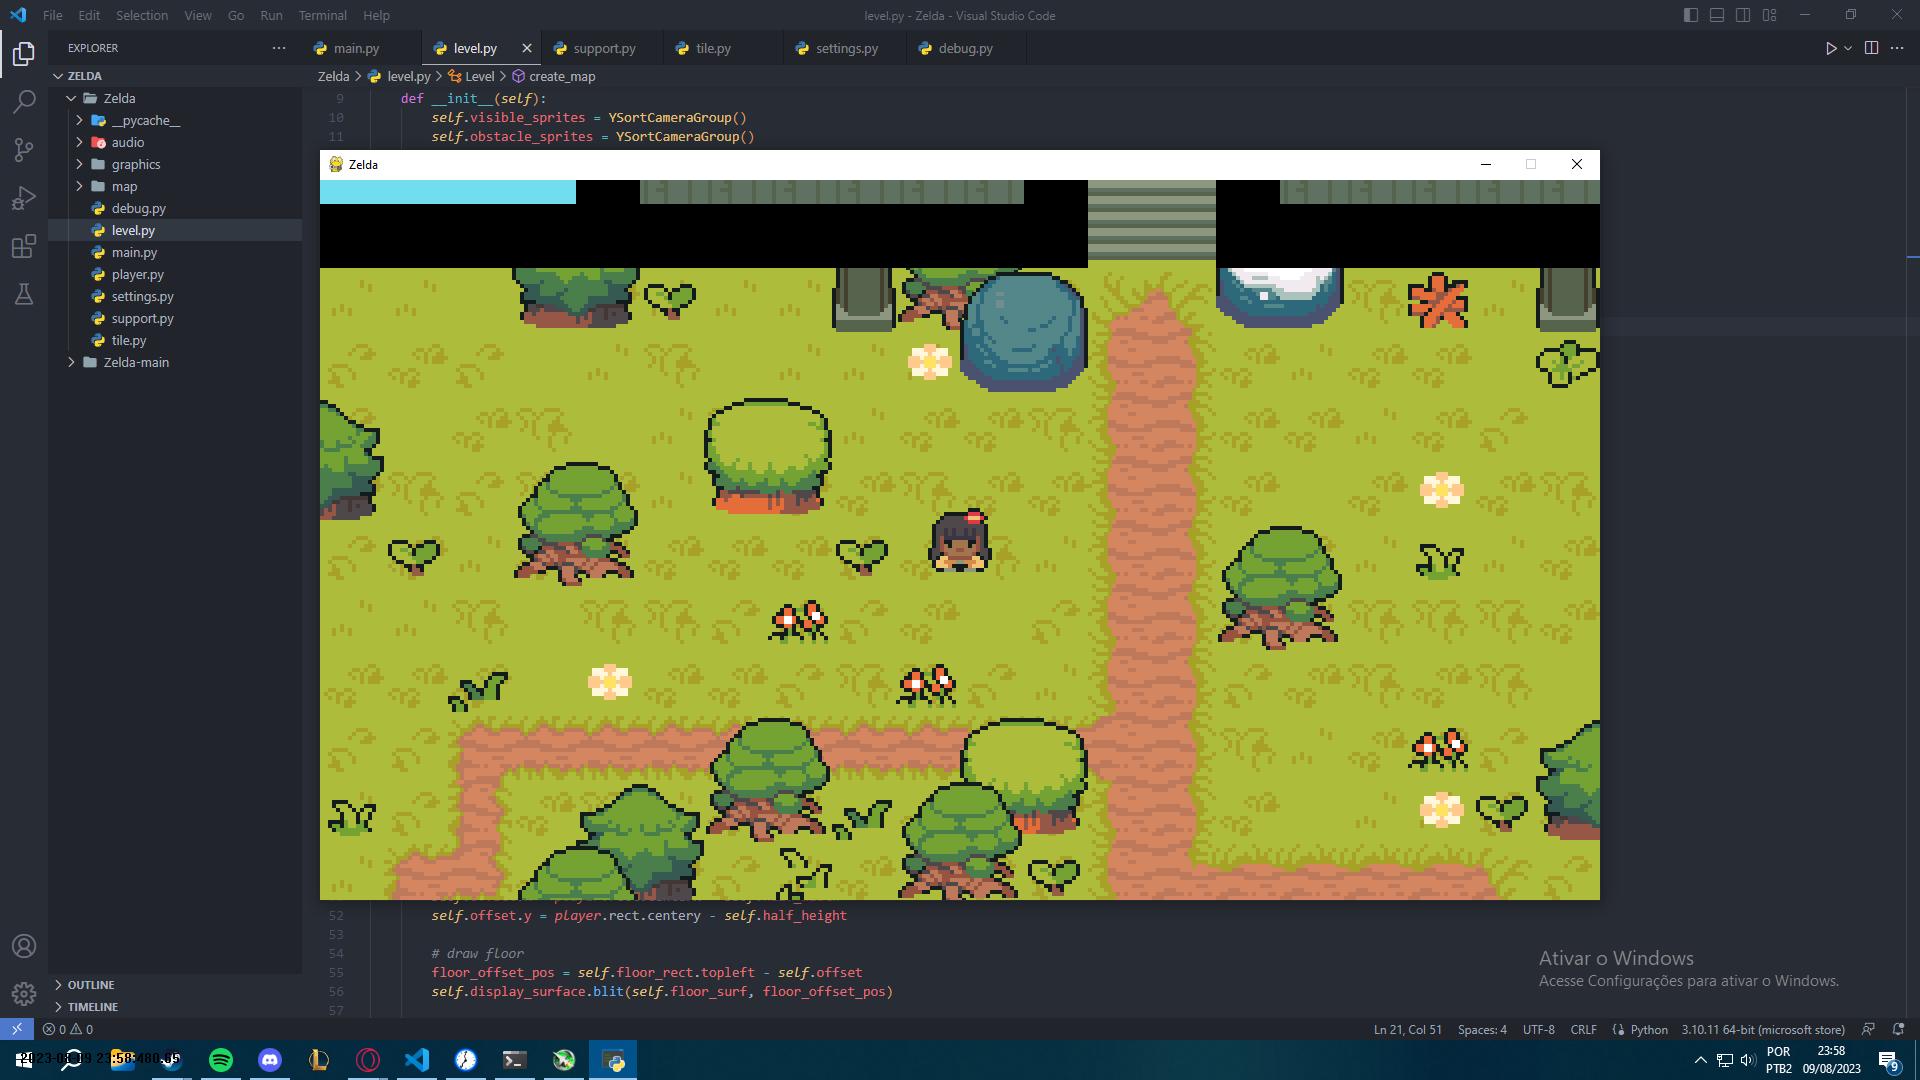 File Edit Selection View Go Run Terminal Help
level.py - Zelda - Visual Studio Code
EXPLORER
main.py level.py support.py tile.py settings.py debug.py
ZELDA
Zelda > level.py > Level > create_map
Zelda
__pycache__
audio
graphics
map
debug.py
level.py
main.py
player.py
settings.py
support.py
tile.py
Zelda-main
9 def __init__(self):
10 self.visible_sprites = YSortCameraGroup()
11 self.obstacle_sprites = YSortCameraGroup()
Zelda
52 self.offset.y = player.rect.centery - self.half_height
53
54 # draw floor
55 floor_offset_pos = self.floor_rect.topleft - self.offset
56 self.display_surface.blit(self.floor_surf, floor_offset_pos)
57
Ativar o Windows
Acesse Configurações para ativar o Windows.
OUTLINE
TIMELINE
0 0
Ln 21, Col 51 Spaces: 4 UTF-8 CRLF Python 3.10.11 64-bit (microsoft store)
POR
PTB2
23:58
09/08/2023
9